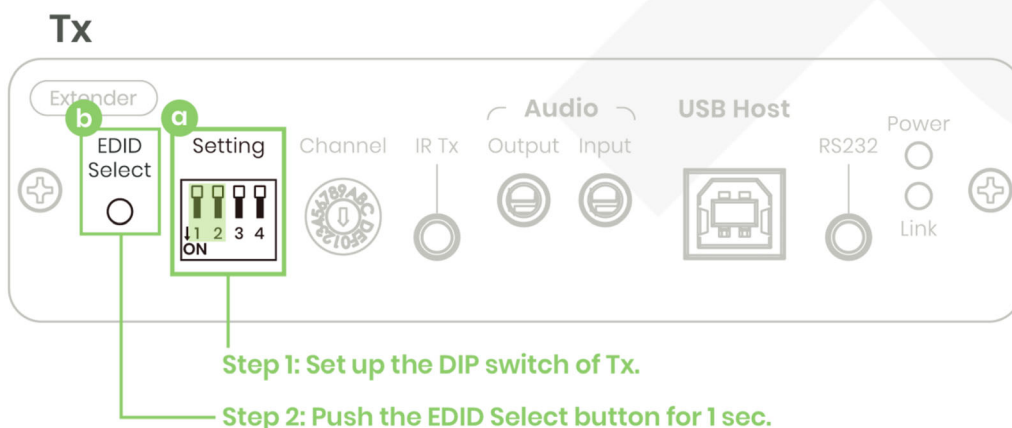 Tx
Extender
b
a
EDID
Select
Setting
Channel
IR Tx
Audio
Output
Input
USB Host
RS232
Power
Link
↓1 2 3 4
ON
3456789ABCDEF012
Step 1: Set up the DIP switch of Tx.
Step 2: Push the EDID Select button for 1 sec.